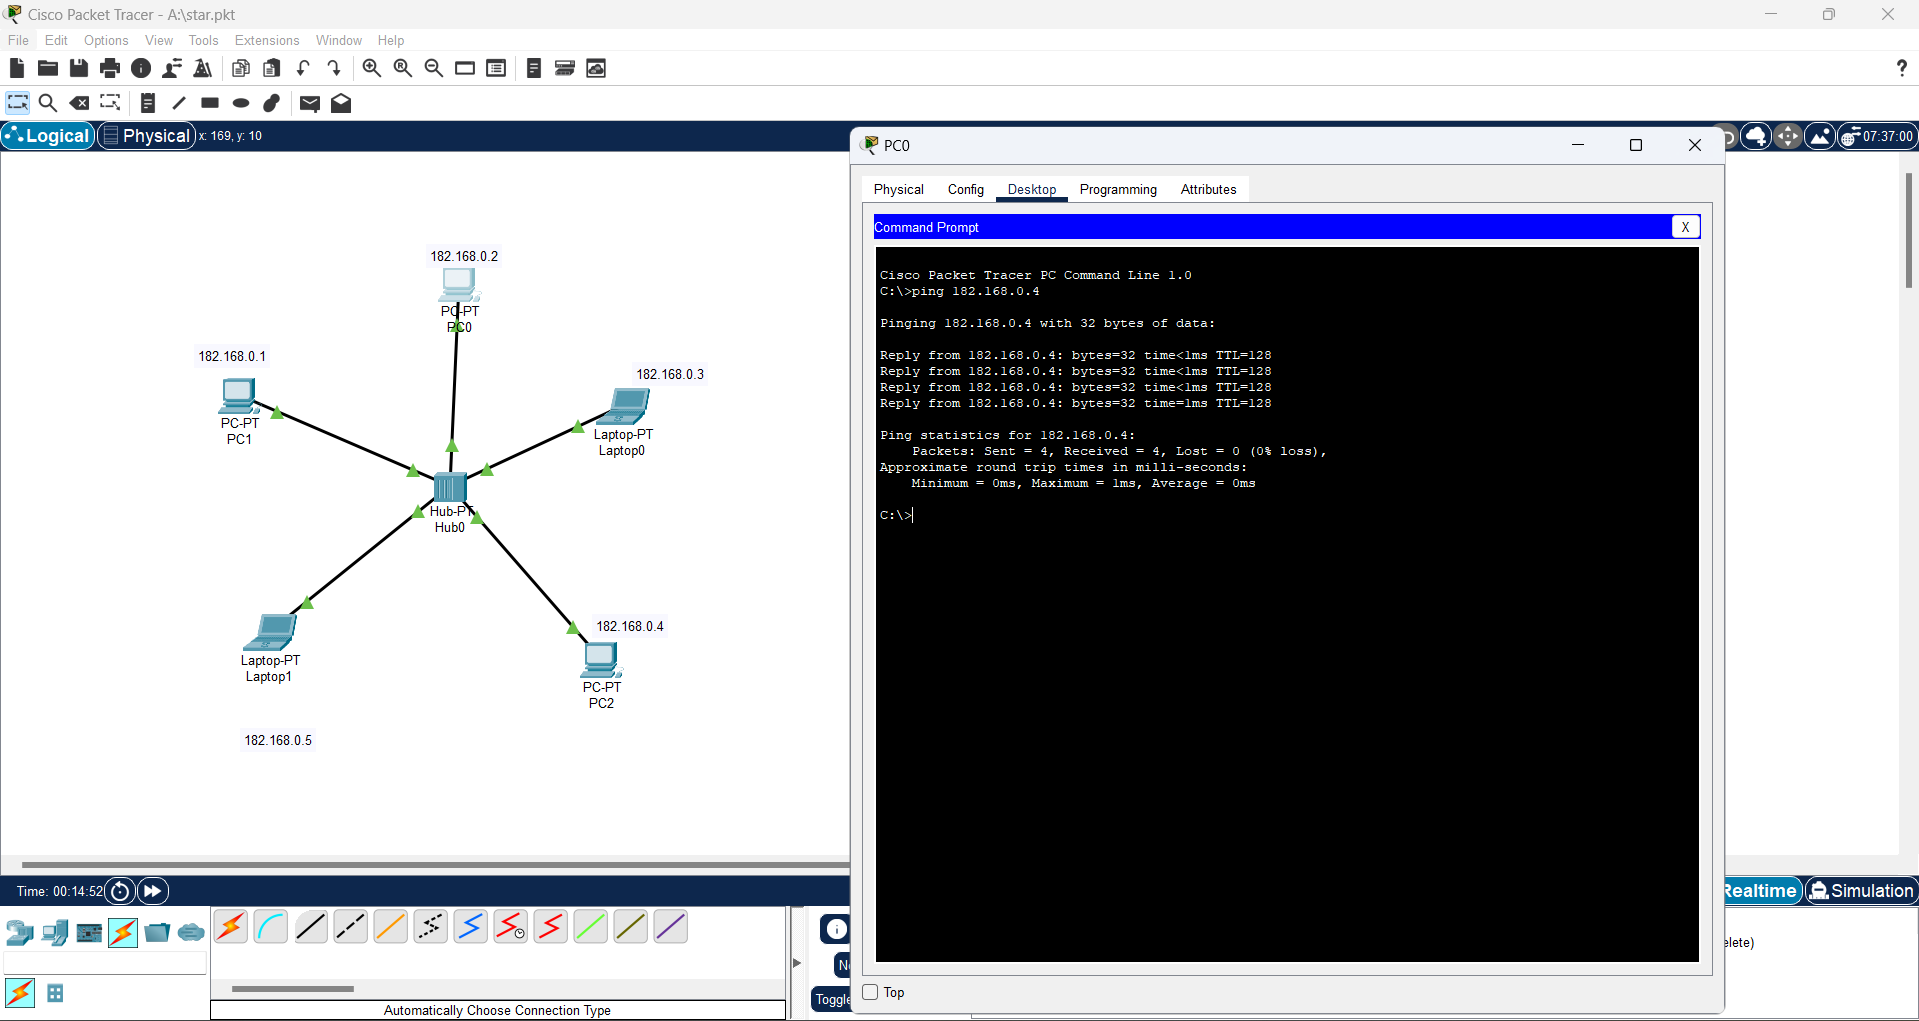 Cisco Packet Tracer - A:\star.pkt
File Edit Options View Tools Extensions Window Help
?
Logical Physical x: 169, y: 10
07:37:00
182.168.0.2
PC-PT
PC0
182.168.0.1
PC-PT
PC1
182.168.0.3
Laptop-PT
Laptop0
Hub-PT
Hub0
Laptop-PT
Laptop1
182.168.0.5
182.168.0.4
PC-PT
PC2
PC0
Physical Config Desktop Programming Attributes
Command Prompt
X
Cisco Packet Tracer PC Command Line 1.0
C:\>ping 182.168.0.4
Pinging 182.168.0.4 with 32 bytes of data:
Reply from 182.168.0.4: bytes=32 time<1ms TTL=128
Reply from 182.168.0.4: bytes=32 time<1ms TTL=128
Reply from 182.168.0.4: bytes=32 time<1ms TTL=128
Reply from 182.168.0.4: bytes=32 time=1ms TTL=128
Ping statistics for 182.168.0.4:
Packets: Sent = 4, Received = 4, Lost = 0 (0% loss),
Approximate round trip times in milli-seconds:
Minimum = 0ms, Maximum = 1ms, Average = 0ms
C:\>
Top
Time: 00:14:52
Realtime Simulation
elete)
Toggle
Automatically Choose Connection Type